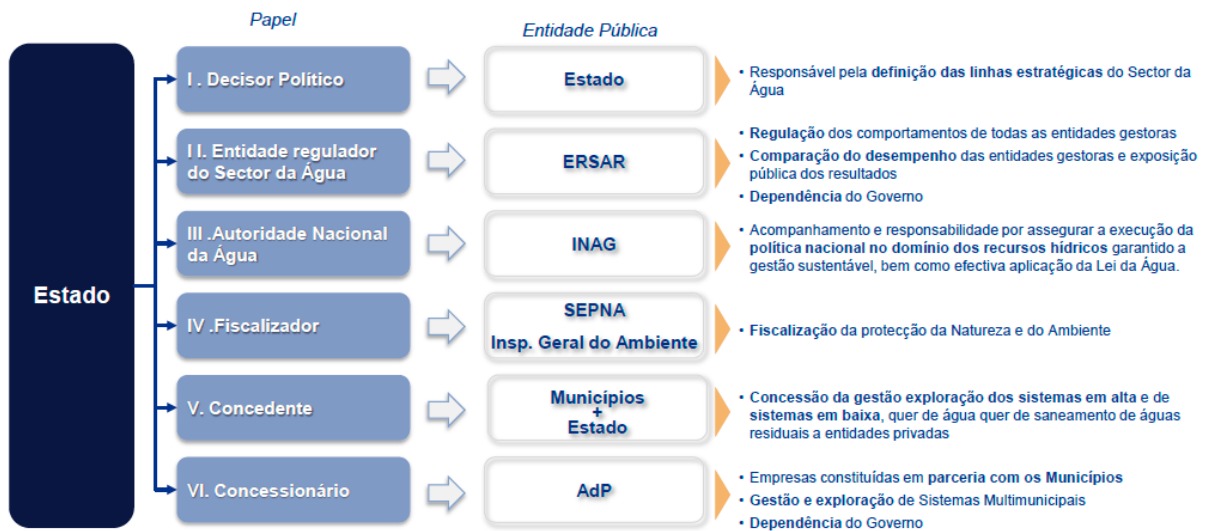 Papel
Entidade Pública
Estado
I . Decisor Político
Estado
• Responsável pela definição das linhas estratégicas do Sector da
Água
I I. Entidade regulador
do Sector da Água
ERSAR
• Regulação dos comportamentos de todas as entidades gestoras
• Comparação do desempenho das entidades gestoras e exposição
pública dos resultados
• Dependência do Governo
III .Autoridade Nacional
da Água
INAG
• Acompanhamento e responsabilidade por assegurar a execução da
política nacional no domínio dos recursos hídricos garantido a
gestão sustentável, bem como efectiva aplicação da Lei da Água.
IV .Fiscalizador
SEPNA
Insp. Geral do Ambiente
• Fiscalização da protecção da Natureza e do Ambiente
V. Concedente
Municípios
+
Estado
• Concessão da gestão exploração dos sistemas em alta e de
sistemas em baixa, quer de água quer de saneamento de águas
residuais a entidades privadas
VI. Concessionário
AdP
• Empresas constituídas em parceria com os Municípios
• Gestão e exploração de Sistemas Multimunicipais
• Dependência do Governo